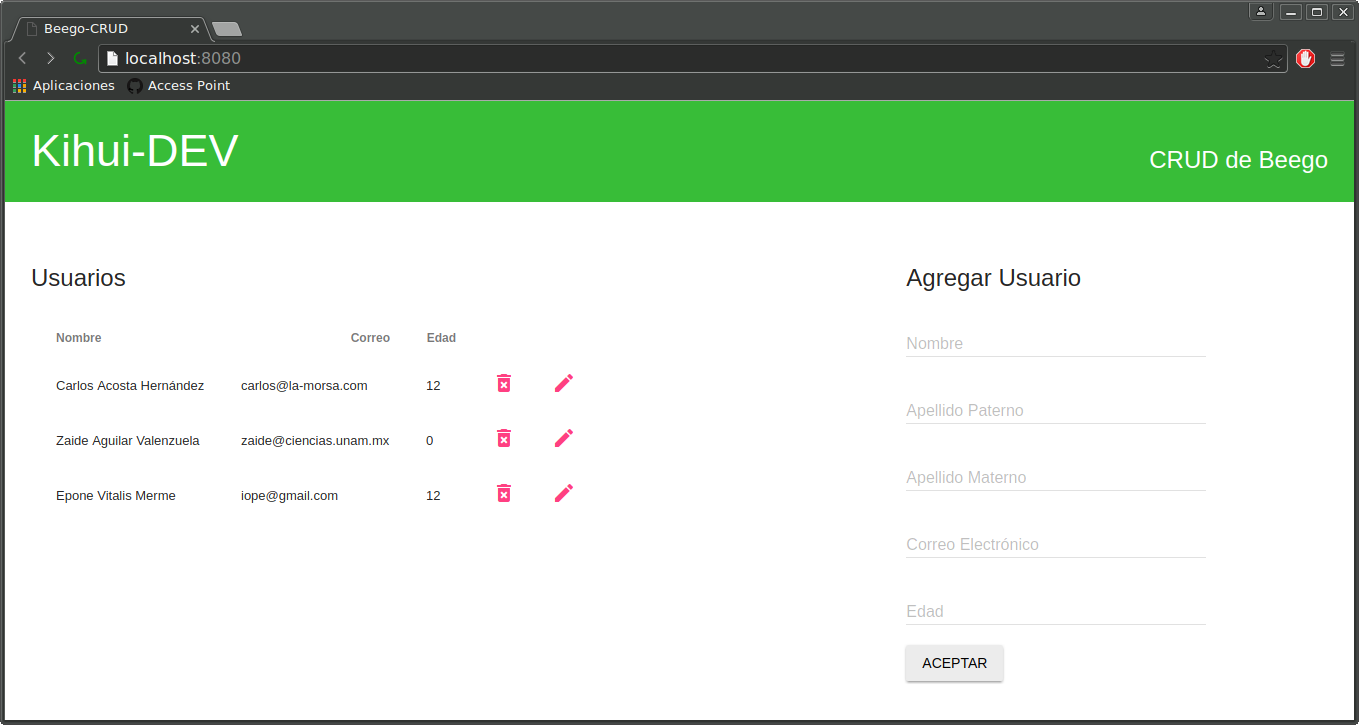 Beego-CRUD
localhost:8080
Aplicaciones Access Point
Kihui-DEV
CRUD de Beego
Usuarios
Nombre Correo Edad
Carlos Acosta Hernández carlos@la-morsa.com 12
Zaide Aguilar Valenzuela zaide@ciencias.unam.mx 0
Epone Vitalis Merme iope@gmail.com 12
Agregar Usuario
Nombre
Apellido Paterno
Apellido Materno
Correo Electrónico
Edad
ACEPTAR